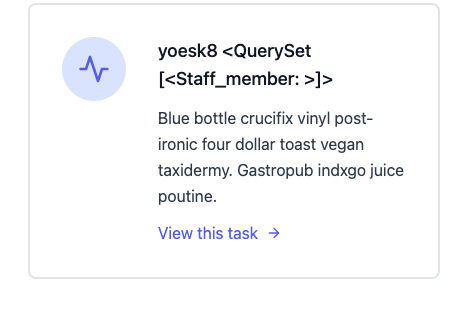 yoesk8 <QuerySet
[<Staff_member: >]>
Blue bottle crucifix vinyl post-
ironic four dollar toast vegan
taxidermy. Gastropub indxgo juice
poutine.
View this task →